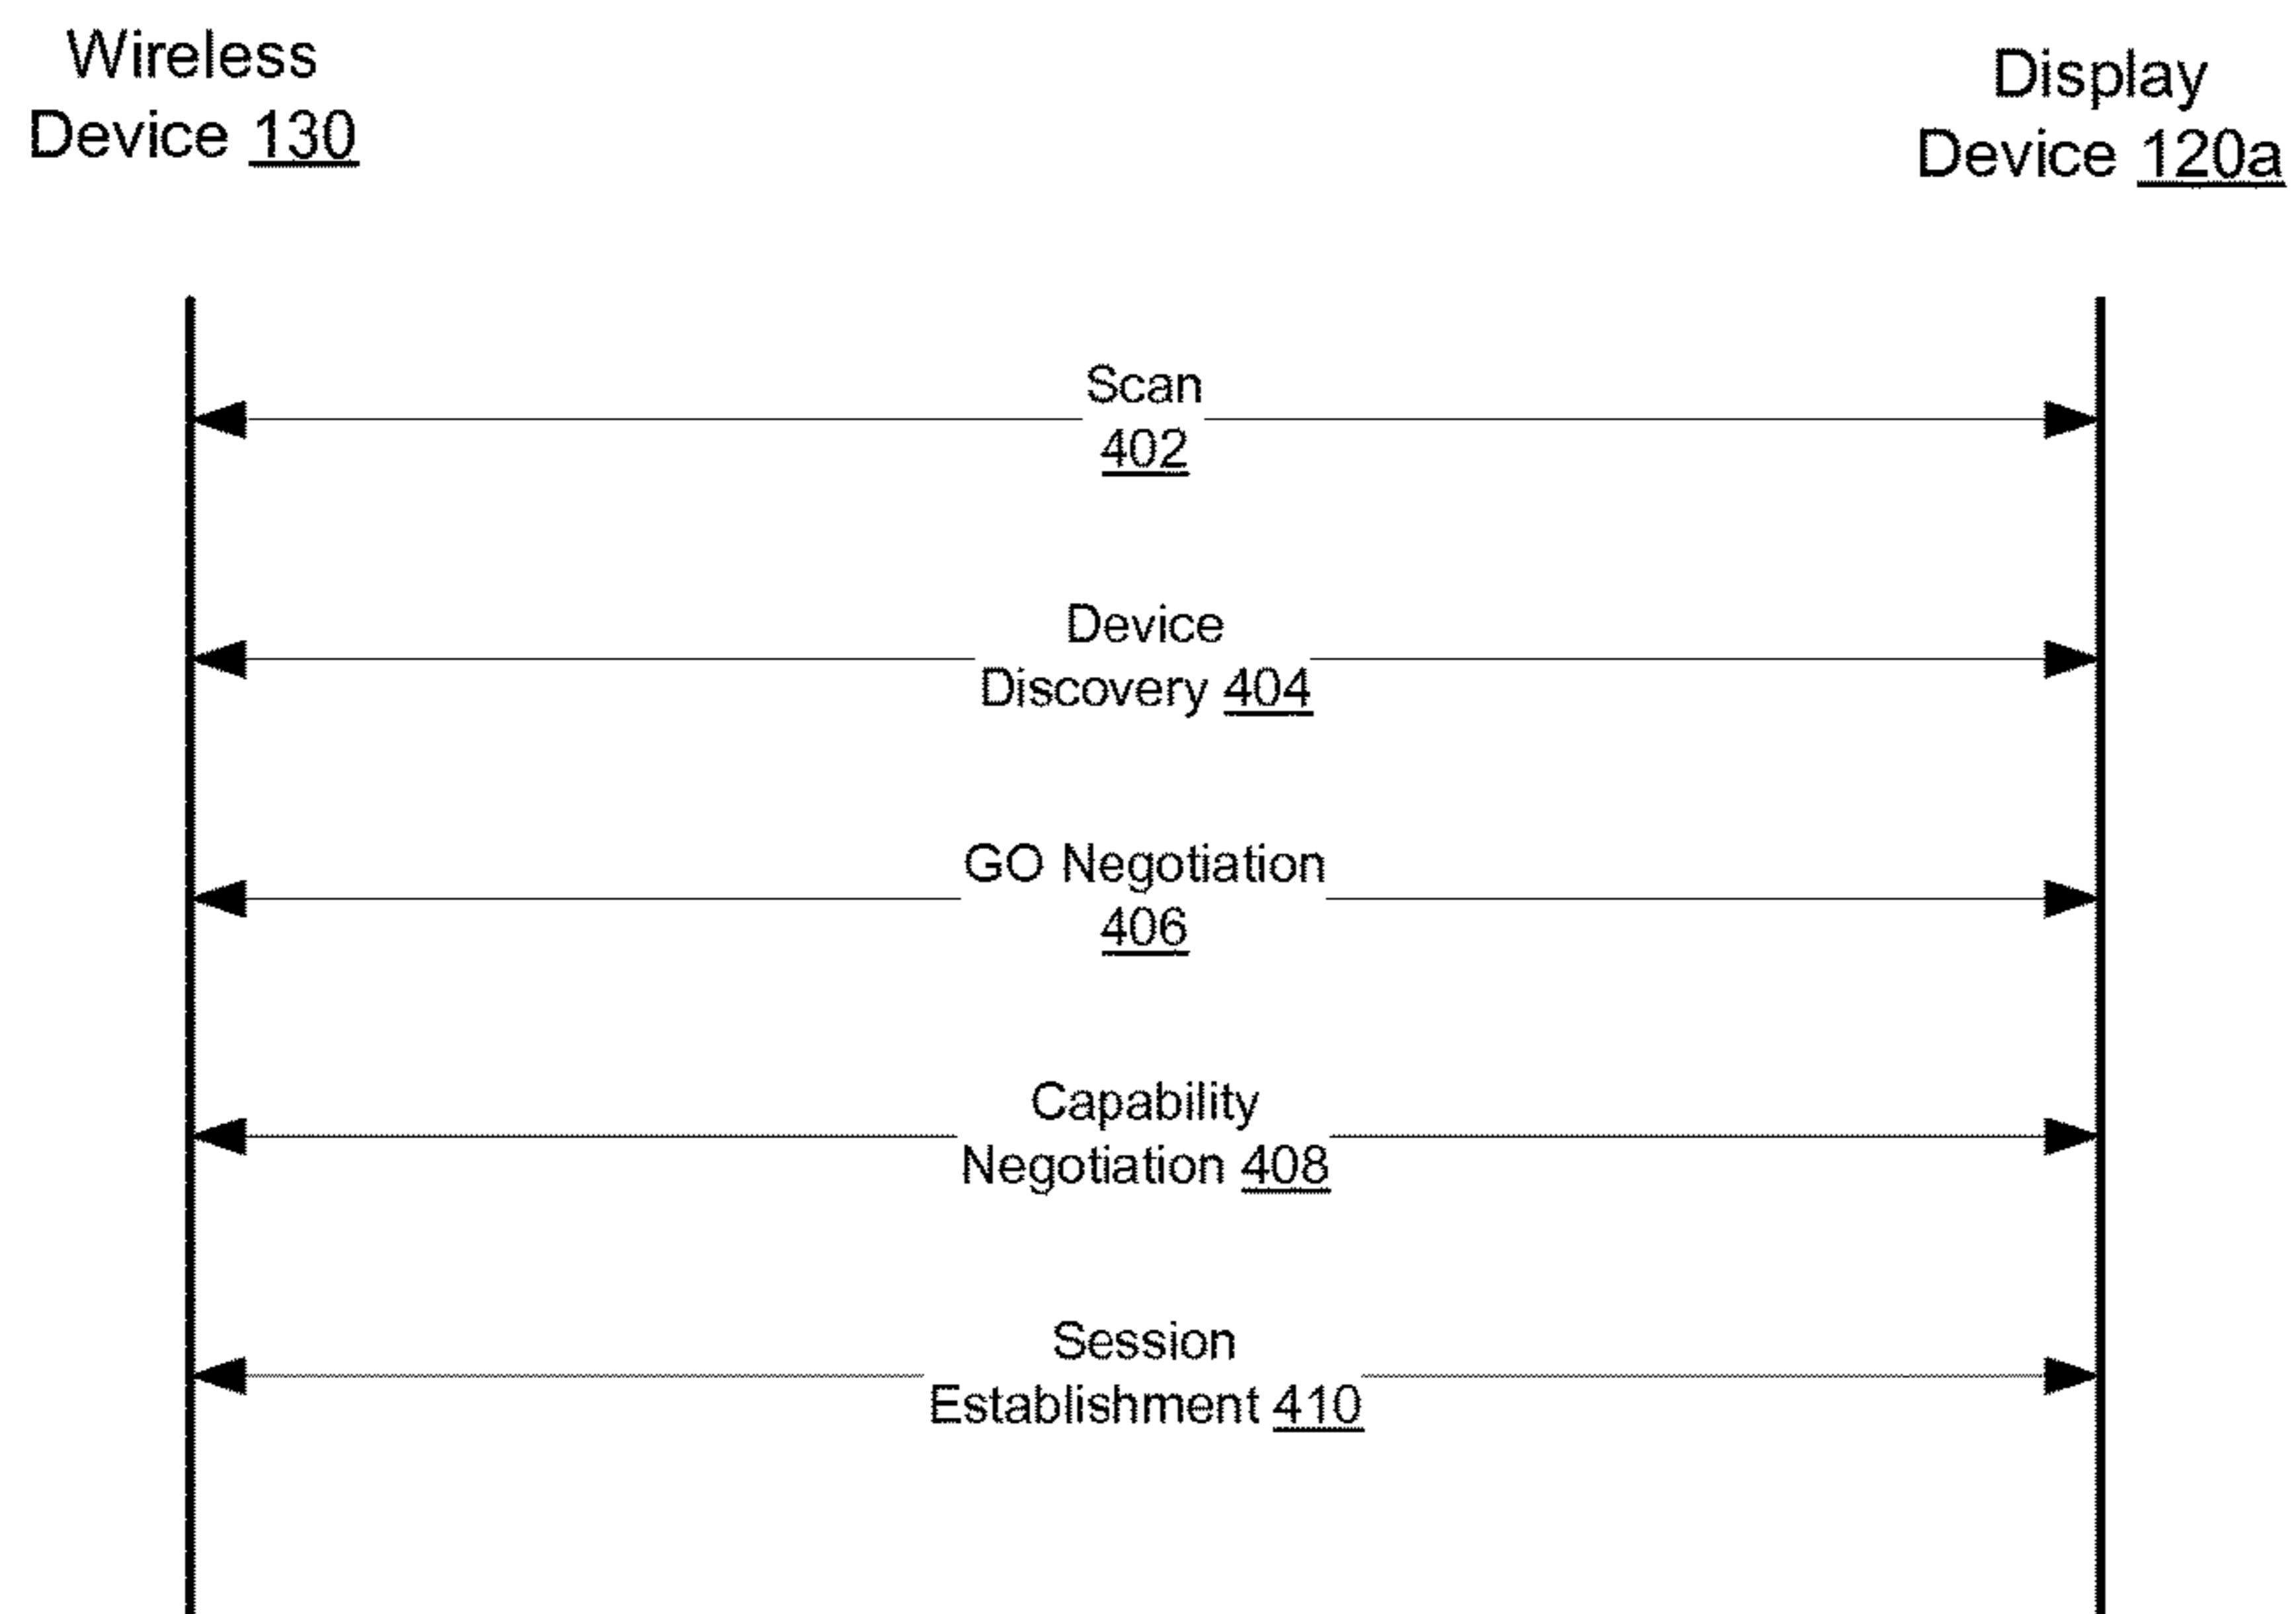 Wireless
Device 130
Display
Device 120a
Scan
402
Device
Discovery 404
GO Negotiation
406
Capability
Negotiation 408
Session
Establishment 410